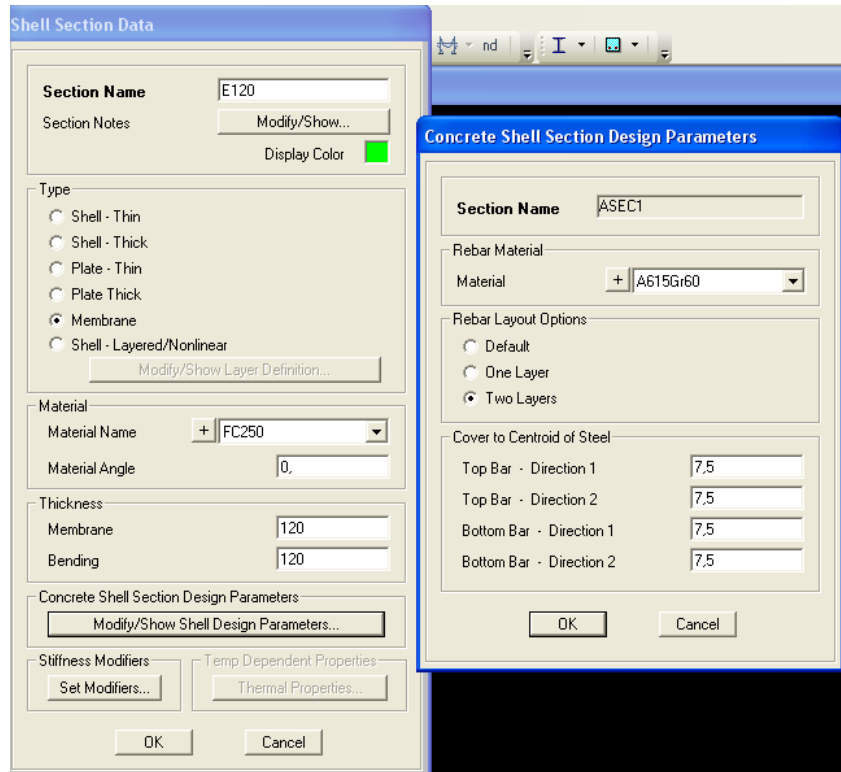 Shell Section Data
Section Name E120
Section Notes Modify/Show...
Display Color
Type
Shell - Thin
Shell - Thick
Plate - Thin
Plate Thick
Membrane
Shell - Layered/Nonlinear
Modify/Show Layer Definition...
Material
Material Name + FC250
Material Angle 0,
Thickness
Membrane 120
Bending 120
Concrete Shell Section Design Parameters
Modify/Show Shell Design Parameters...
Stiffness Modifiers
Set Modifiers...
Temp Dependent Properties
Thermal Properties...
OK Cancel
nd
Concrete Shell Section Design Parameters
Section Name ASEC1
Rebar Material
Material + A615Gr60
Rebar Layout Options
Default
One Layer
Two Layers
Cover to Centroid of Steel
Top Bar - Direction 1 7,5
Top Bar - Direction 2 7,5
Bottom Bar - Direction 1 7,5
Bottom Bar - Direction 2 7,5
OK Cancel